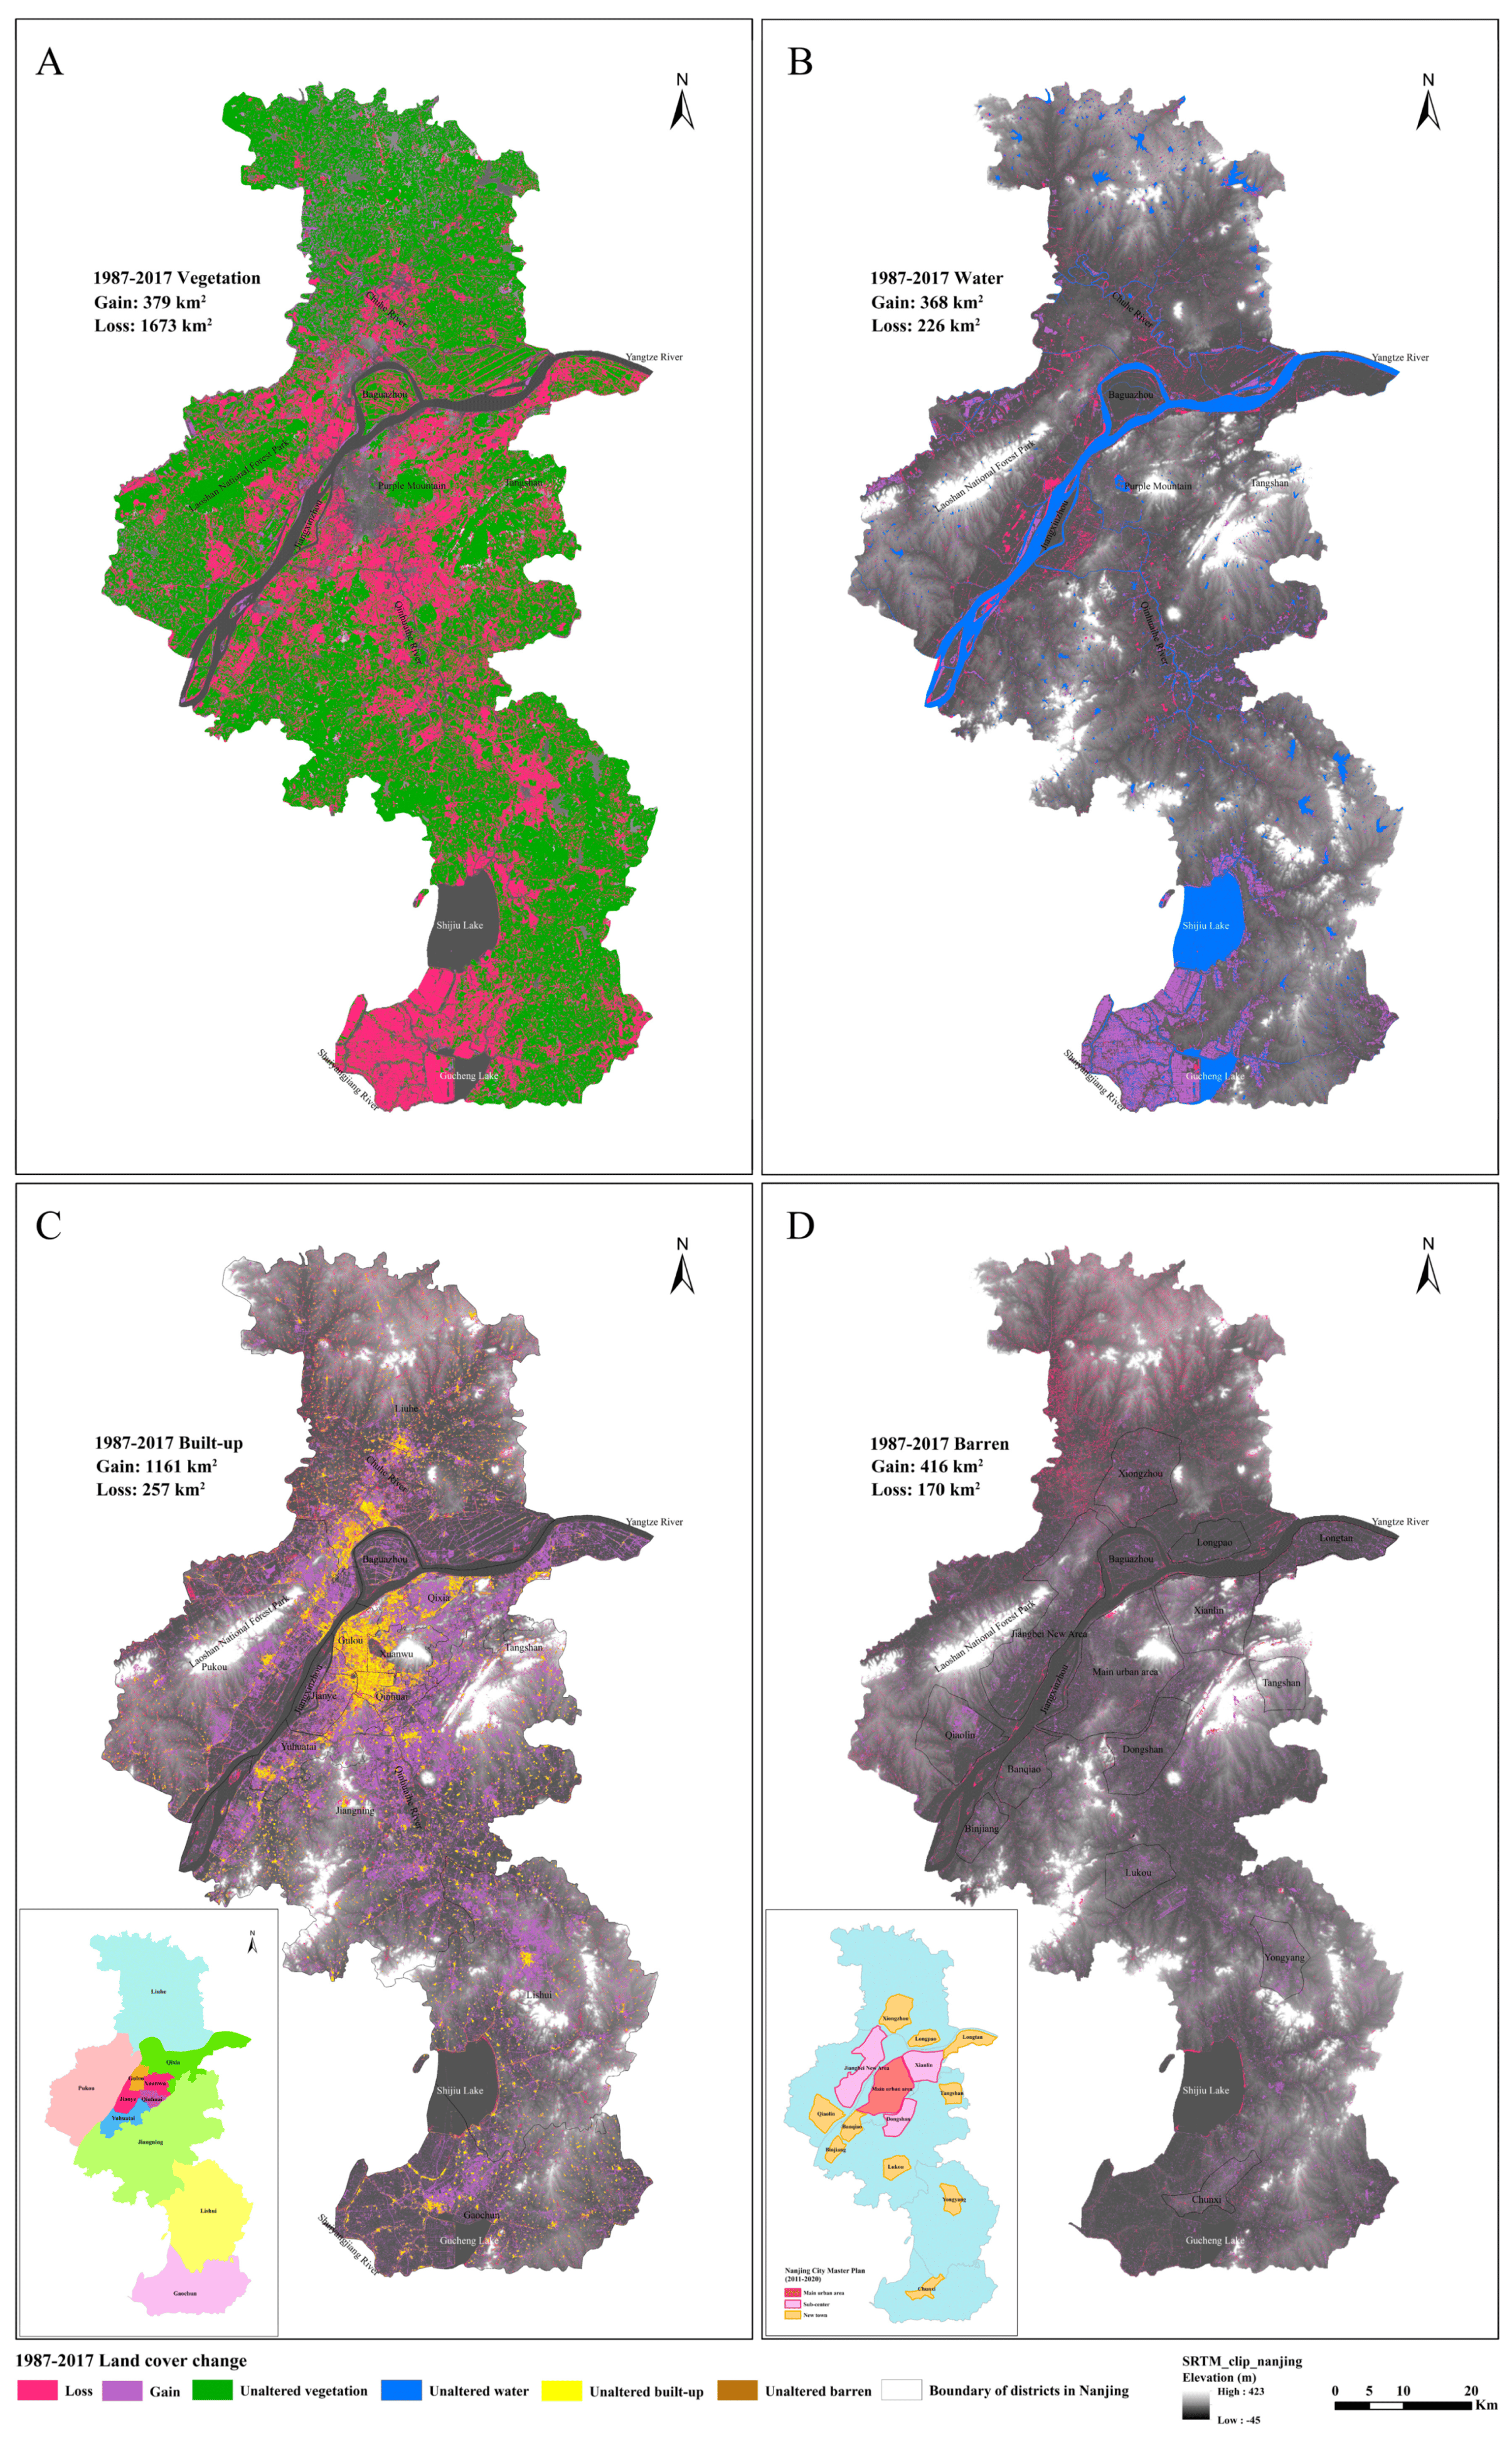 A
N
1987-2017 Vegetation
Gain: 379 km²
Loss: 1673 km²
Chuhe River
Yangtze River
Baguazhou
Laoshan National Forest Park
Purple Mountain
Tangshan
Jiangxinzhou
Qinhuaihe River
Shijiu Lake
Shuiyangjiang River
Gucheng Lake
B
N
1987-2017 Water
Gain: 368 km²
Loss: 226 km²
Chuhe River
Yangtze River
Baguazhou
Laoshan National Forest Park
Purple Mountain
Tangshan
Jiangxinzhou
Qinhuaihe River
Shijiu Lake
Shuiyangjiang River
Gucheng Lake
C
N
1987-2017 Built-up
Gain: 1161 km²
Loss: 257 km²
Liuhe
Chuhe River
Yangtze River
Baguazhou
Qixia
Laoshan National Forest Park
Gulou
Xuanwu
Tangshan
Pukou
Jiangxinzhou
Jianye
Qinhuai
Yuhuatai
Qinhuaihe River
Jiangning
Lishui
Shijiu Lake
Gaochun
Shuiyangjiang River
Gucheng Lake
N
Liuhe
Qixia
Pukou
Gulou
Xuanwu
Jianye
Qinhuai
Yuhuatai
Jiangning
Lishui
Gaochun
D
N
1987-2017 Barren
Gain: 416 km²
Loss: 170 km²
Xiongzhou
Yangtze River
Longpao
Longtan
Baguazhou
Xianlin
Laoshan National Forest Park
Jiangbei New Area
Main urban area
Tangshan
Jiangxinzhou
Qiaolin
Dongshan
Banqiao
Binjiang
Lukou
Yongyang
Shijiu Lake
Chunxi
Gucheng Lake
Xiongzhou
Longpao
Longtan
Jiangbei New Area
Xianlin
Main urban area
Tangshan
Qiaolin
Dongshan
Banqiao
Binjiang
Lukou
Yongyang
Chunxi
Nanjing City Master Plan
(2011-2020)
Main urban area
Sub-center
New town
1987-2017 Land cover change
Loss
Gain
Unaltered vegetation
Unaltered water
Unaltered built-up
Unaltered barren
Boundary of districts in Nanjing
SRTM_clip_nanjing
Elevation (m)
High : 423
Low : -45
0 5 10 20
Km